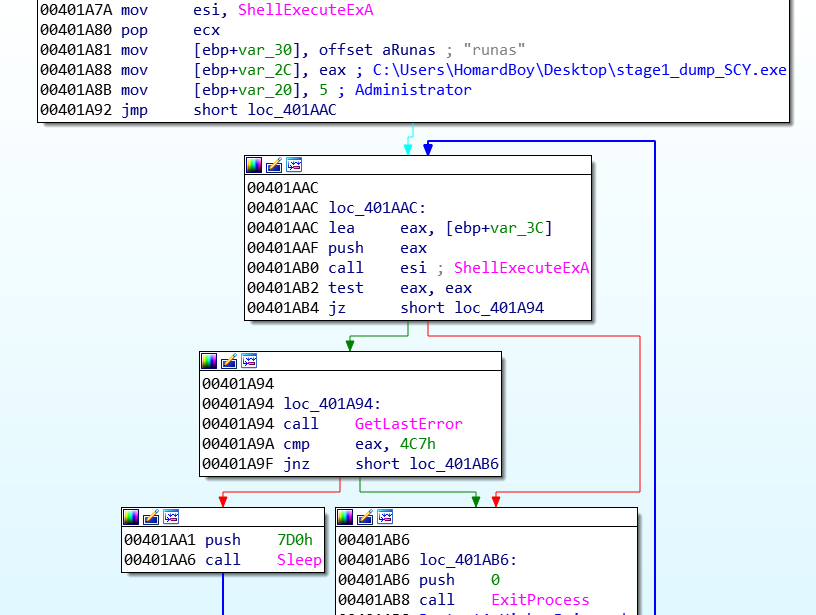 00401A7A mov esi, ShellExecuteExA
00401A80 pop ecx
00401A81 mov [ebp+var_30], offset aRunas ; "runas"
00401A88 mov [ebp+var_2C], eax ; C:\Users\HomardBoy\Desktop\stage1_dump_SCY.exe
00401A8B mov [ebp+var_20], 5 ; Administrator
00401A92 jmp short loc_401AAC
00401AAC
00401AAC loc_401AAC:
00401AAC lea eax, [ebp+var_3C]
00401AAF push eax
00401AB0 call esi ; ShellExecuteExA
00401AB2 test eax, eax
00401AB4 jz short loc_401A94
00401A94
00401A94 loc_401A94:
00401A94 call GetLastError
00401A9A cmp eax, 4C7h
00401A9F jnz short loc_401AB6
00401AA1 push 7D0h
00401AA6 call Sleep
00401AB6
00401AB6 loc_401AB6:
00401AB6 push 0
00401AB8 call ExitProcess